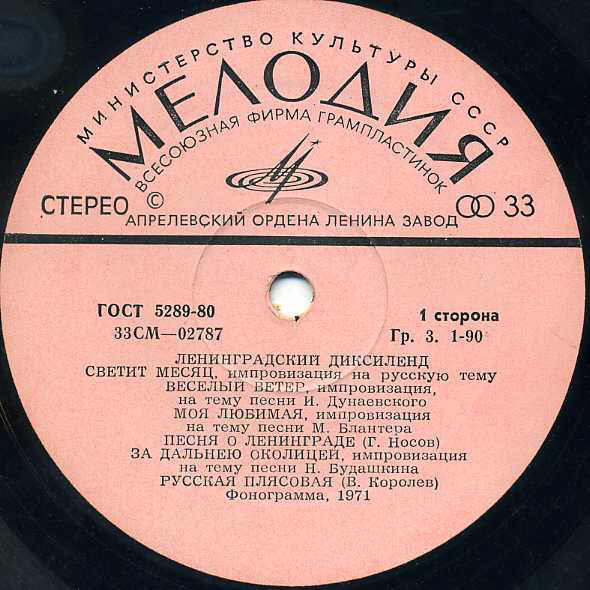 МИНИСТЕРСТВО КУЛЬТУРЫ СССР
МЕЛОДИЯ
ВСЕСОЮЗНАЯ ФИРМА ГРАМПЛАСТИНОК
СТЕРЕО © 33
АПРЕЛЕВСКИЙ ОРДЕНА ЛЕНИНА ЗАВОД
ГОСТ 5289-80 1 сторона
33СМ—02787 Гр. 3. 1-90
ЛЕНИНГРАДСКИЙ ДИКСИЛЕНД
СВЕТИТ МЕСЯЦ, импровизация на русскую тему
ВЕСЕЛЫЙ ВЕТЕР, импровизация,
на тему песни И. Дунаевского
МОЯ ЛЮБИМАЯ, импровизация
на тему песни М. Блантера
ПЕСНЯ О ЛЕНИНГРАДЕ (Г. Носов)
ЗА ДАЛЬНЕЮ ОКОЛИЦЕЙ, импровизация
на тему песни Н. Будашкина
РУССКАЯ ПЛЯСОВАЯ (В. Королев)
Фонограмма, 1971